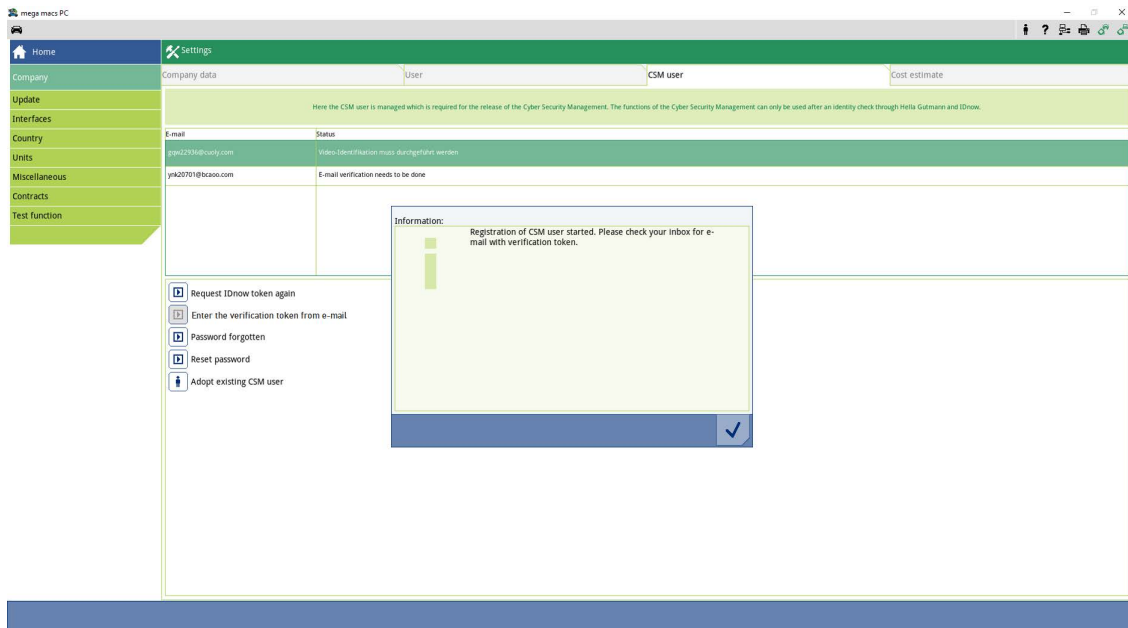 mega macs PC
Home
Settings
Company
Company data
User
CSM user
Cost estimate
Update
Interfaces
Country
Units
Miscellaneous
Contracts
Test function
Here the CSM user is managed which is required for the release of the Cyber Security Management. The functions of the Cyber Security Management can only be used after an identity check through Hella Gutmann and IDnow.
E-mail Status
gqw22936@cuoly.com Video-Identifikation muss durchgeführt werden
ynk20701@bcaoo.com E-mail verification needs to be done
Information:
Registration of CSM user started. Please check your inbox for e-
mail with verification token.
Request IDnow token again
Enter the verification token from e-mail
Password forgotten
Reset password
Adopt existing CSM user